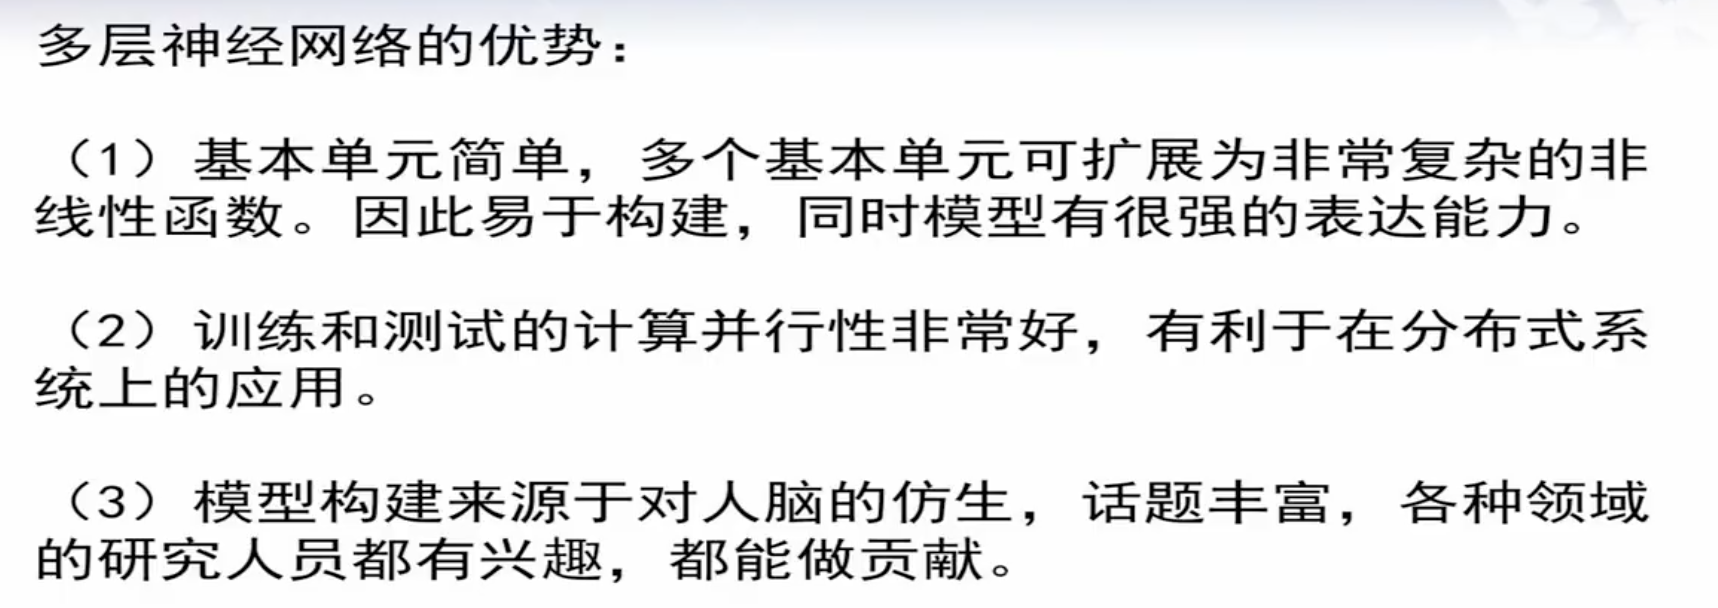 多层神经网络的优势：
（1）基本单元简单，多个基本单元可扩展为非常复杂的非
线性函数。因此易于构建，同时模型有很强的表达能力。
（2）训练和测试的计算并行性非常好，有利于在分布式系
统上的应用。
（3）模型构建来源于对人脑的仿生，话题丰富，各种领域
的研究人员都有兴趣，都能做贡献。